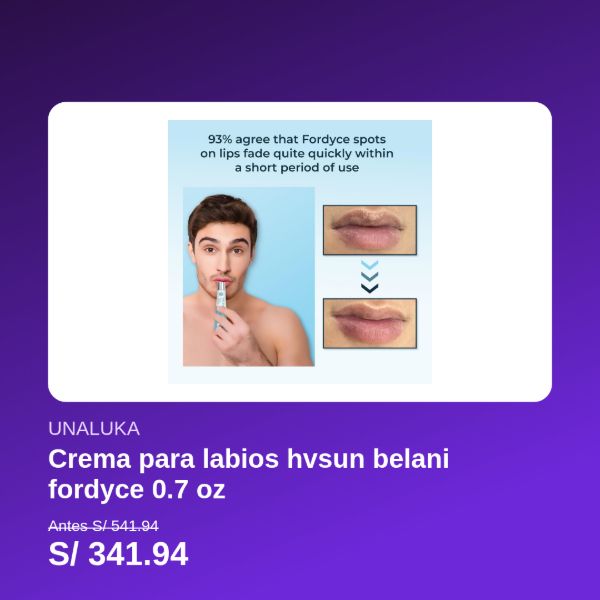 93% agree that Fordyce spots
on lips fade quite quickly within
a short period of use
UNALUKA
Crema para labios hvsun belani
fordyce 0.7 oz
Antes S/ 541.94
S/ 341.94